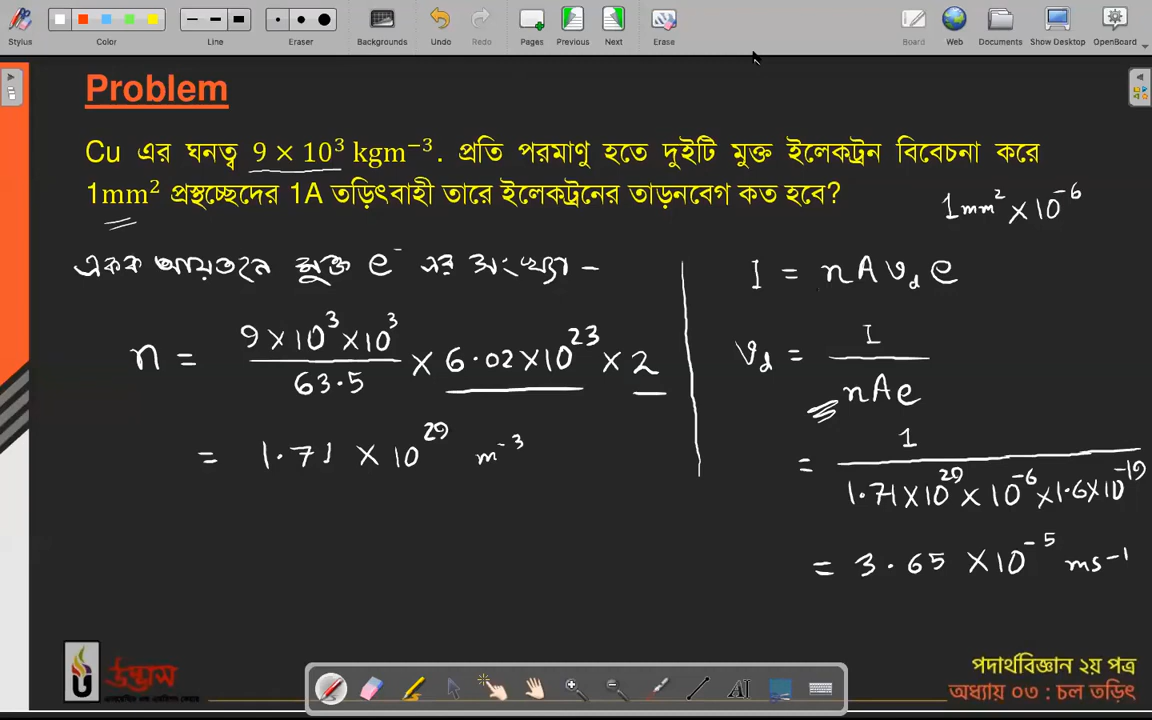 Stylus Color Line Eraser Backgrounds Undo Redo Pages Previous Next Erase Board Web Documents Show Desktop OpenBoard
Problem
Cu এর ঘনত্ব 9 × 10³ kgm⁻³. প্রতি পরমাণু হতে দুইটি মুক্ত ইলেকট্রন বিবেচনা করে
1mm² প্রস্থচ্ছেদের 1A তড়িৎবাহী তারে ইলেকট্রনের তাড়নবেগ কত হবে?
1mm² × 10⁻⁶
একক আয়তনে মুক্ত e⁻ এর সংখ্যা –
n = (9×10³×10³)/63.5 × 6.02×10²³ × 2
= 1.71 × 10²⁹ m⁻³
I = nAv_d e
v_d = I/(nAe)
= 1/(1.71×10²⁹ × 10⁻⁶ × 1.6×10⁻¹⁹)
= 3.65 × 10⁻⁵ ms⁻¹
উদ্ভাস
পদার্থবিজ্ঞান ২য় পত্র
অধ্যায় ০৩ : চল তড়িৎ